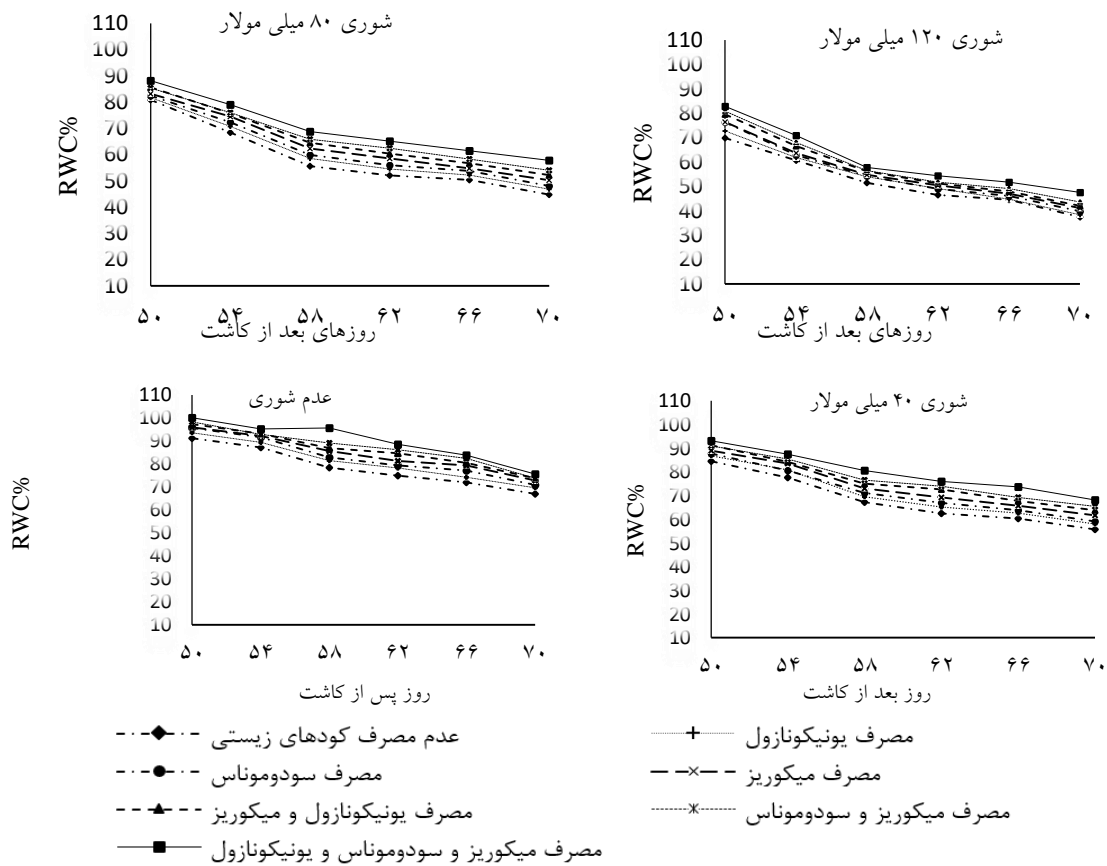 شوری ۸۰ میلی مولار
110
100
90
80
70
60
50
40
30
20
10
RWC%
۵۰ ۵۴ ۵۸ ۶۲ ۶۶ ۷۰
روزهای بعد از کاشت
شوری ۱۲۰ میلی مولار
110
100
90
80
70
60
50
40
30
20
10
RWC%
۵۰ ۵۴ ۵۸ ۶۲ ۶۶ ۷۰
روزهای بعد از کاشت
عدم شوری
110
100
90
80
70
60
50
40
30
20
10
RWC%
۵۰ ۵۴ ۵۸ ۶۲ ۶۶ ۷۰
روز پس از کاشت
شوری ۴۰ میلی مولار
110
100
90
80
70
60
50
40
30
20
10
RWC%
۵۰ ۵۴ ۵۸ ۶۲ ۶۶ ۷۰
روز بعد از کاشت
عدم مصرف کودهای زیستی
مصرف یونیکونازول
مصرف سودوموناس
مصرف میکوریز
مصرف یونیکونازول و میکوریز
مصرف میکوریز و سودوموناس
مصرف میکوریز و سودوموناس و یونیکونازول